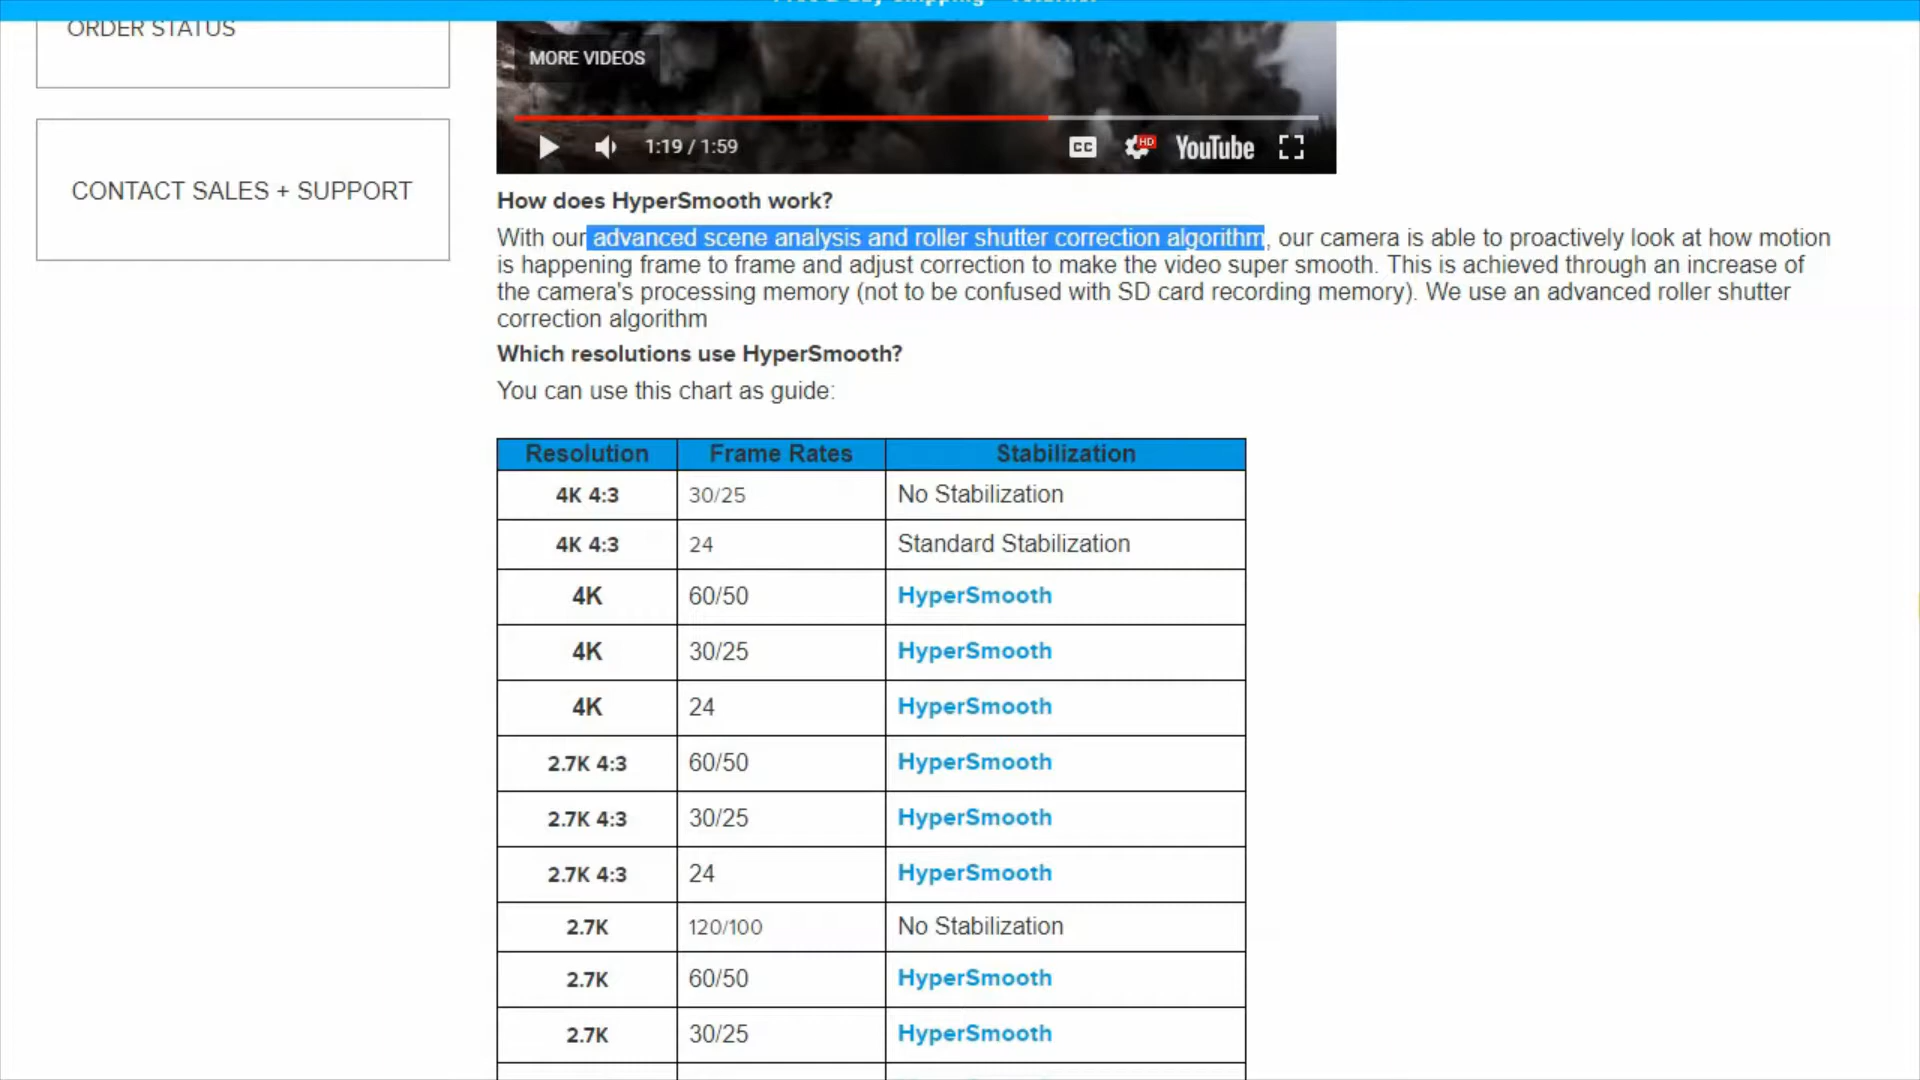 ORDER STATUS
CONTACT SALES + SUPPORT
MORE VIDEOS
1:19 / 1:59
CC
HD
YouTube
How does HyperSmooth work?
With our advanced scene analysis and roller shutter correction algorithm, our camera is able to proactively look at how motion
is happening frame to frame and adjust correction to make the video super smooth. This is achieved through an increase of
the camera's processing memory (not to be confused with SD card recording memory). We use an advanced roller shutter
correction algorithm
Which resolutions use HyperSmooth?
You can use this chart as guide:
Resolution Frame Rates Stabilization
4K 4:3 30/25 No Stabilization
4K 4:3 24 Standard Stabilization
4K 60/50 HyperSmooth
4K 30/25 HyperSmooth
4K 24 HyperSmooth
2.7K 4:3 60/50 HyperSmooth
2.7K 4:3 30/25 HyperSmooth
2.7K 4:3 24 HyperSmooth
2.7K 120/100 No Stabilization
2.7K 60/50 HyperSmooth
2.7K 30/25 HyperSmooth